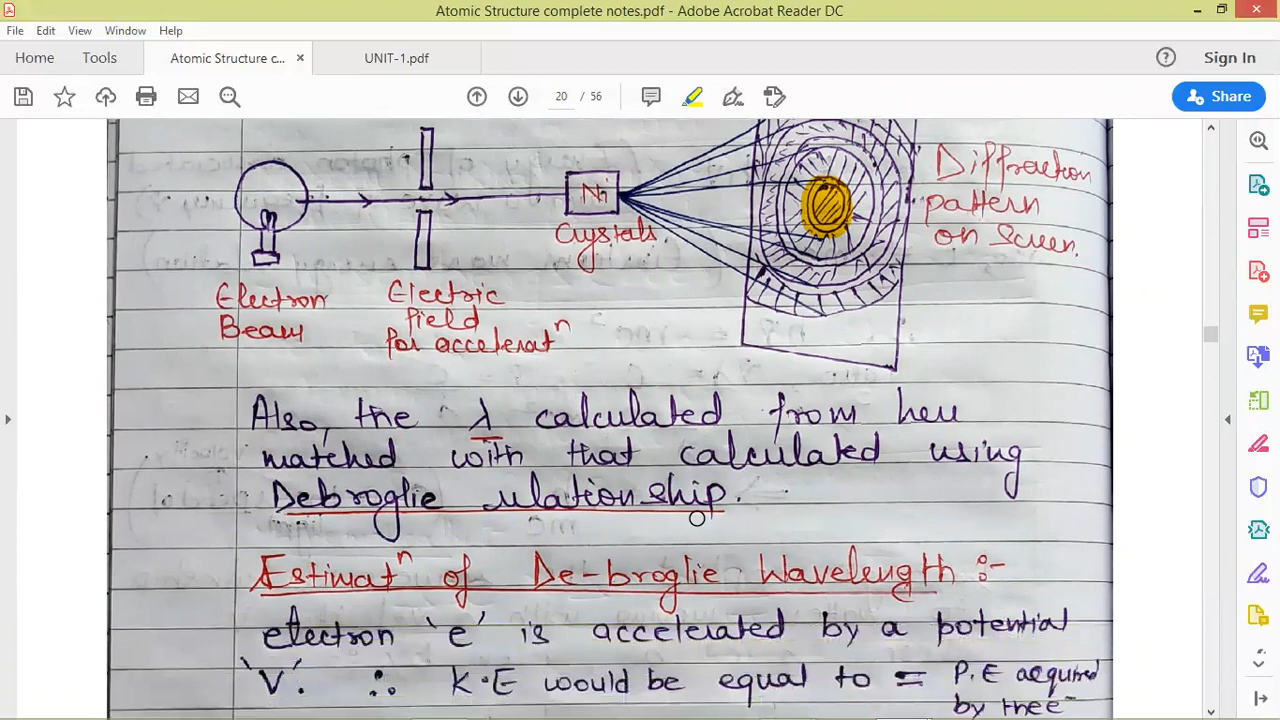 Atomic Structure complete notes.pdf - Adobe Acrobat Reader DC
File Edit View Window Help
Home Tools Atomic Structure c... × UNIT-1.pdf Sign In
20 / 56 Share
Ni
Crystals
Diffraction
pattern
on Screen.
Electron
Beam
Electric
field
for acceleratⁿ
Also, the λ calculated from here
matched with that calculated using
Debroglie relationship.
Estimatⁿ of De-broglie Wavelength :-
electron 'e' is accelerated by a potential
'V'. ∴ K.E would be equal to = P.E acquired
by the e⁻